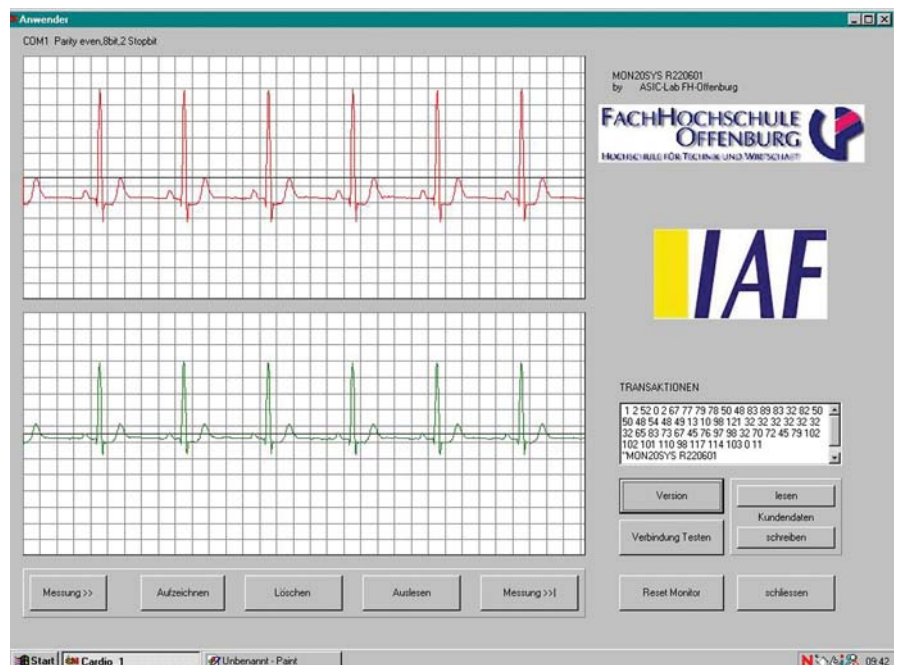 Anwender
COM1 Parity even,8bit,2 Stopbit
MON20SYS R220601
by ASIC-Lab FH-Offenburg
FACHHOCHSCHULE
OFFENBURG
HOCHSCHULE FÜR TECHNIK UND WIRTSCHAFT
IAF
TRANSAKTIONEN
1 2 52 0 2 67 77 79 78 50 48 83 89 83 32 82 50
50 48 54 48 49 13 10 98 121 32 32 32 32 32 32
32 65 83 73 67 45 76 97 98 32 70 72 45 79 102
102 101 110 98 117 114 103 0 11
"MON20SYS R220601
Version
lesen
Kundendaten
Verbindung Testen
schreiben
Messung >>
Aufzeichnen
Löschen
Auslesen
Messung >>|
Reset Monitor
schliessen
Start
Cardio_1
Unbenannt - Paint
09:42